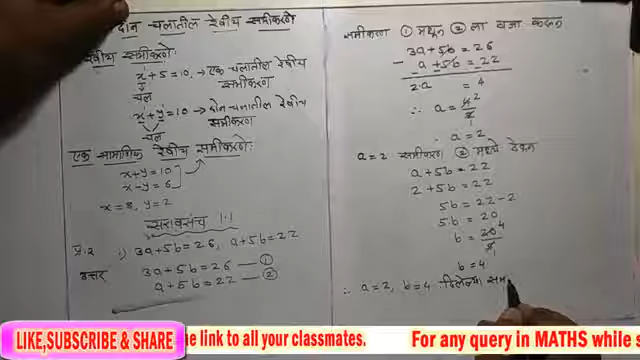 दोन चलातील रेषीय समीकरणे
रेषीय समीकरणे:
x + 5 = 10, → एक चलातील रेषीय
समीकरण
चल
x + y = 10 → दोन चलातील रेषीय
समीकरण
चल
एक सामायिक रेषीय समीकरणे:
x + y = 10
x - y = 6
x = 8, y = 2
सरावसंच 1.1
प्र.2 i) 3a + 5b = 26, a + 5b = 22
उत्तर 3a + 5b = 26 — ①
a + 5b = 22 — ②
समीकरण ① मधून ② ला वजा करून
3a + 5b = 26
- a + 5b = 22
2a = 4
∴ a = 4/2
∴ a = 2
a = 2 समीकरण ② मध्ये ठेवून
a + 5b = 22
2 + 5b = 22
5b = 22 - 2
5b = 20
b = 20/5
b = 4
∴ a = 2, b = 4 दिलेल्या सम
LIKE,SUBSCRIBE & SHARE
the link to all your classmates.
For any query in MATHS while s